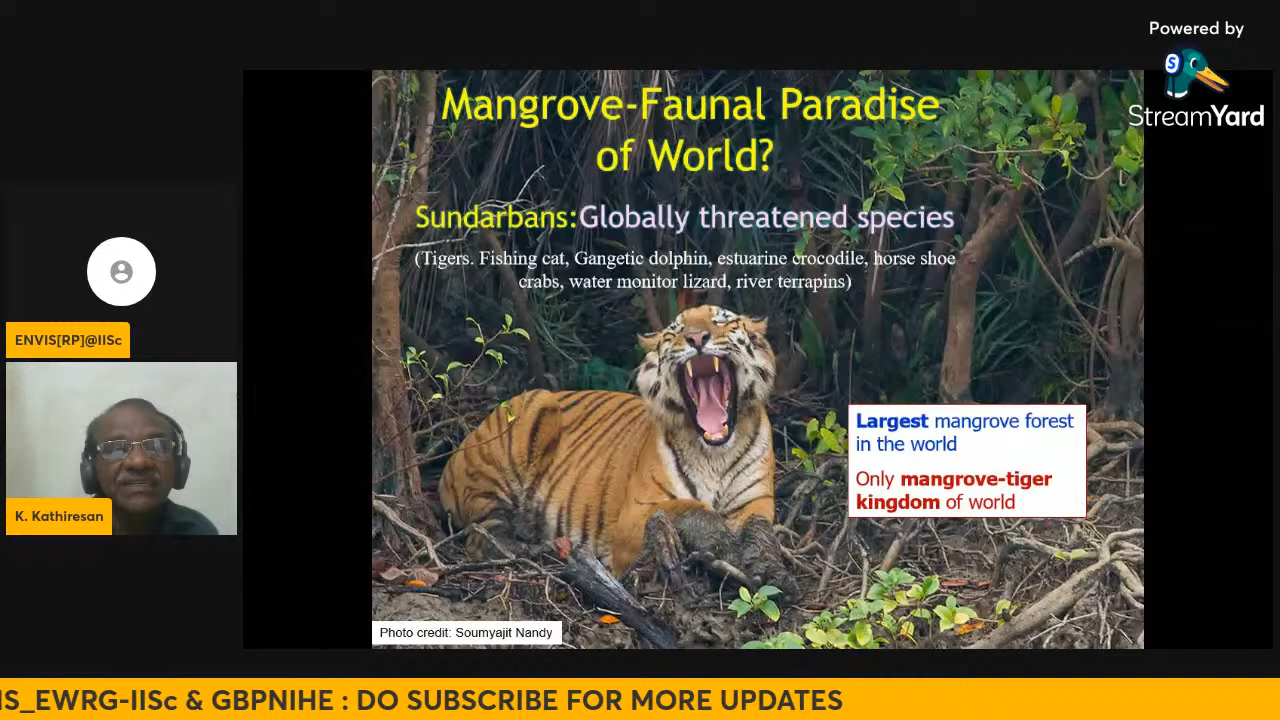 Powered by
S
StreamYard
Mangrove-Faunal Paradise
of World?
Sundarbans:Globally threatened species
(Tigers. Fishing cat, Gangetic dolphin, estuarine crocodile, horse shoe
crabs, water monitor lizard, river terrapins)
Largest mangrove forest
in the world
Only mangrove-tiger
kingdom of world
Photo credit: Soumyajit Nandy
ENVIS[RP]@IISc
K. Kathiresan
IS_EWRG-IISc & GBPNIHE : DO SUBSCRIBE FOR MORE UPDATES